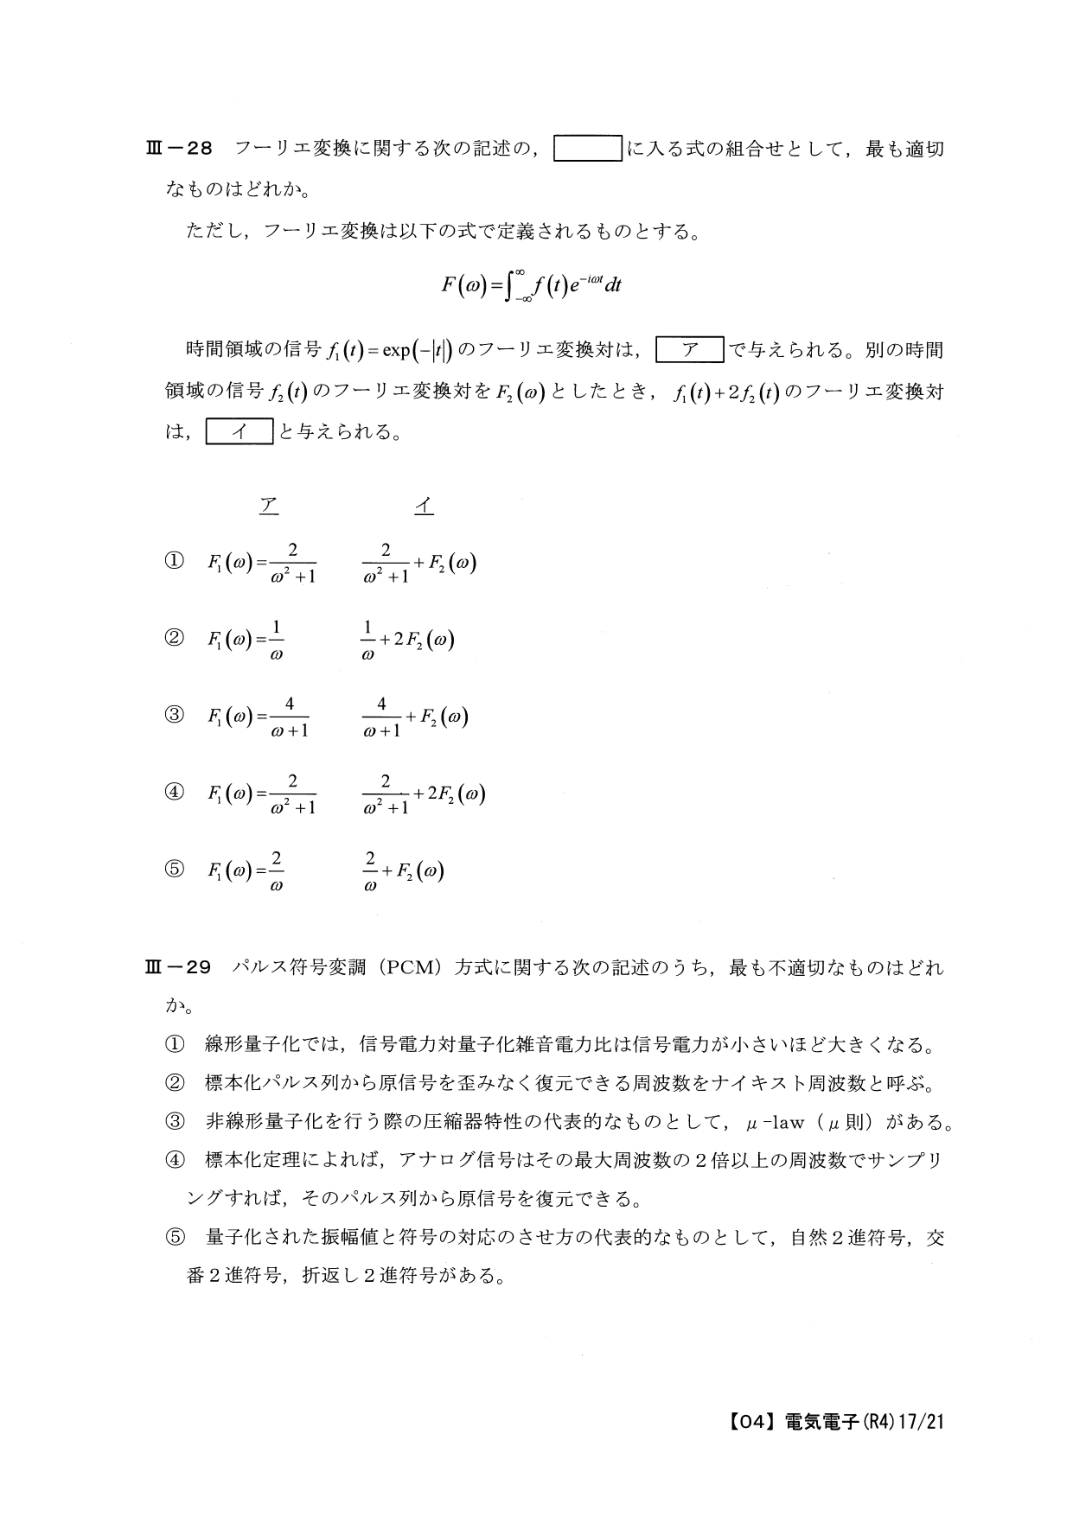 Ⅲ－28　フーリエ変換に関する次の記述の，　　　に入る式の組合せとして，最も適切
なものはどれか。
ただし，フーリエ変換は以下の式で定義されるものとする。
F(ω)=∫_{-∞}^{∞} f(t)e^{-iωt}dt
時間領域の信号 f₁(t)=exp(−|t|) のフーリエ変換対は，　ア　で与えられる。別の時間
領域の信号 f₂(t) のフーリエ変換対を F₂(ω) としたとき，f₁(t)+2f₂(t) のフーリエ変換対
は，　イ　と与えられる。
ア　　イ
① F₁(ω)=2/(ω²+1)　　2/(ω²+1)+F₂(ω)
② F₁(ω)=1/ω　　1/ω+2F₂(ω)
③ F₁(ω)=4/(ω+1)　　4/(ω+1)+F₂(ω)
④ F₁(ω)=2/(ω²+1)　　2/(ω²+1)+2F₂(ω)
⑤ F₁(ω)=2/ω　　2/ω+F₂(ω)
Ⅲ－29　パルス符号変調（PCM）方式に関する次の記述のうち，最も不適切なものはどれ
か。
①　線形量子化では，信号電力対量子化雑音電力比は信号電力が小さいほど大きくなる。
②　標本化パルス列から原信号を歪みなく復元できる周波数をナイキスト周波数と呼ぶ。
③　非線形量子化を行う際の圧縮器特性の代表的なものとして，μ-law（μ則）がある。
④　標本化定理によれば，アナログ信号はその最大周波数の２倍以上の周波数でサンプリ
ングすれば，そのパルス列から原信号を復元できる。
⑤　量子化された振幅値と符号の対応のさせ方の代表的なものとして，自然２進符号，交
番２進符号，折返し２進符号がある。
【04】電気電子(R4)17/21